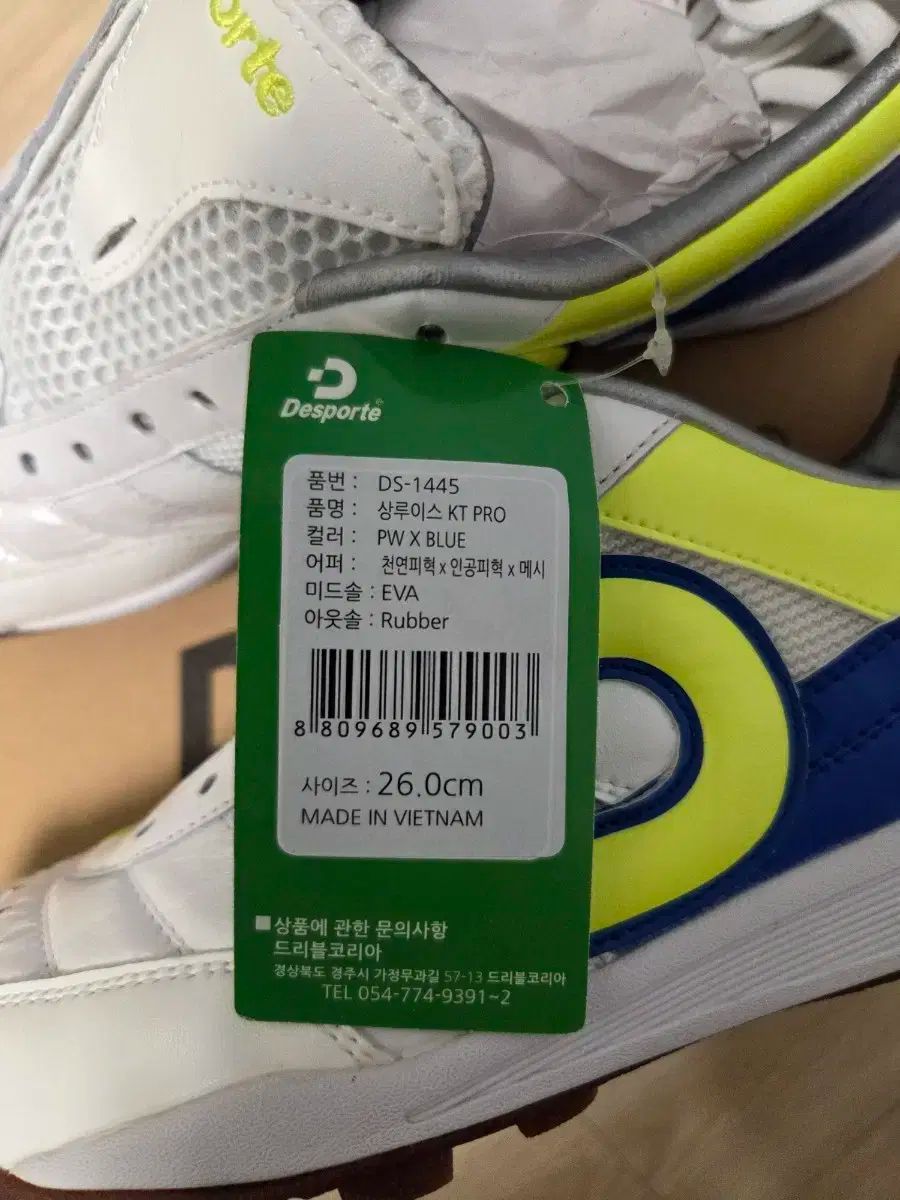 orte
Desporte
품번 : DS-1445
품명 : 상루이스 KT PRO
컬러 : PW X BLUE
어퍼 : 천연피혁 x 인공피혁 x 메시
미드솔 : EVA
아웃솔 : Rubber
8 809689 579003
사이즈 : 26.0cm
MADE IN VIETNAM
■ 상품에 관한 문의사항
드리블코리아
경상북도 경주시 가정무과길 57-13 드리블코리아
TEL 054-774-9391~2